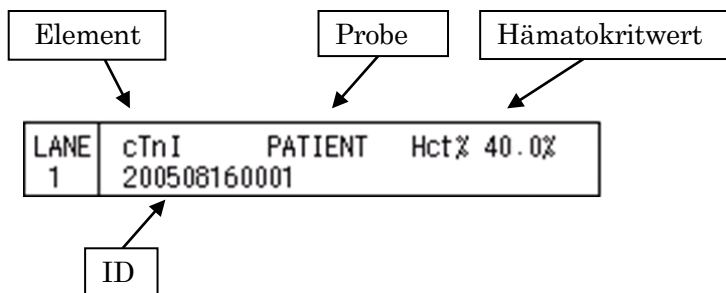 Element Probe Hämatokritwert
LANE cTnI PATIENT Hct% 40.0%
1 200508160001
ID